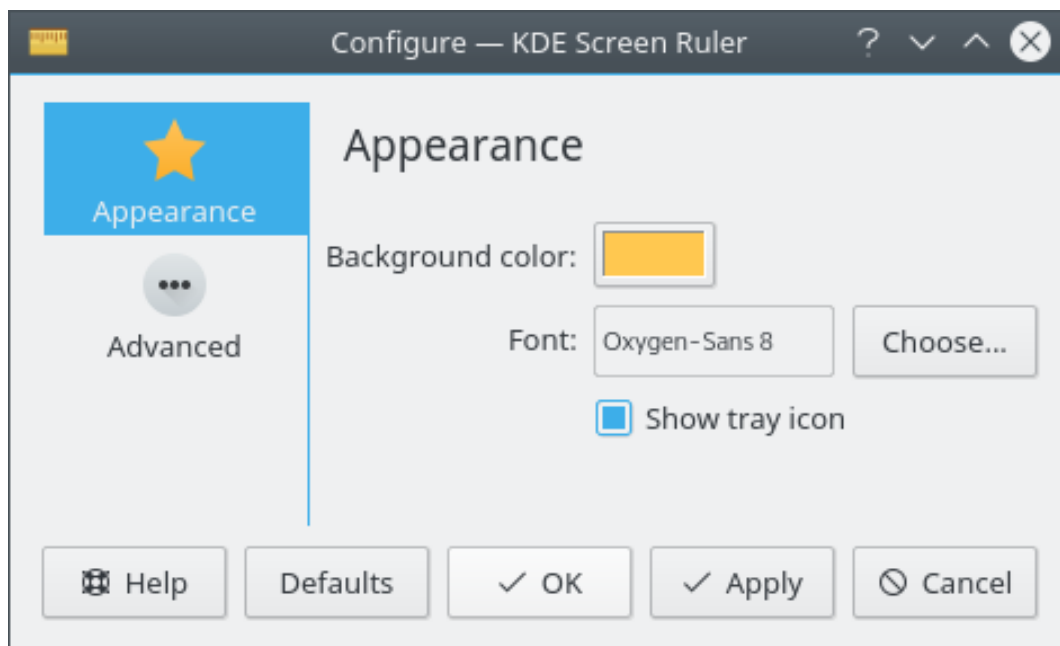 Configure — KDE Screen Ruler
Appearance
Appearance
Advanced
Background color:
Font: Oxygen-Sans 8 Choose...
Show tray icon
Help Defaults OK Apply Cancel